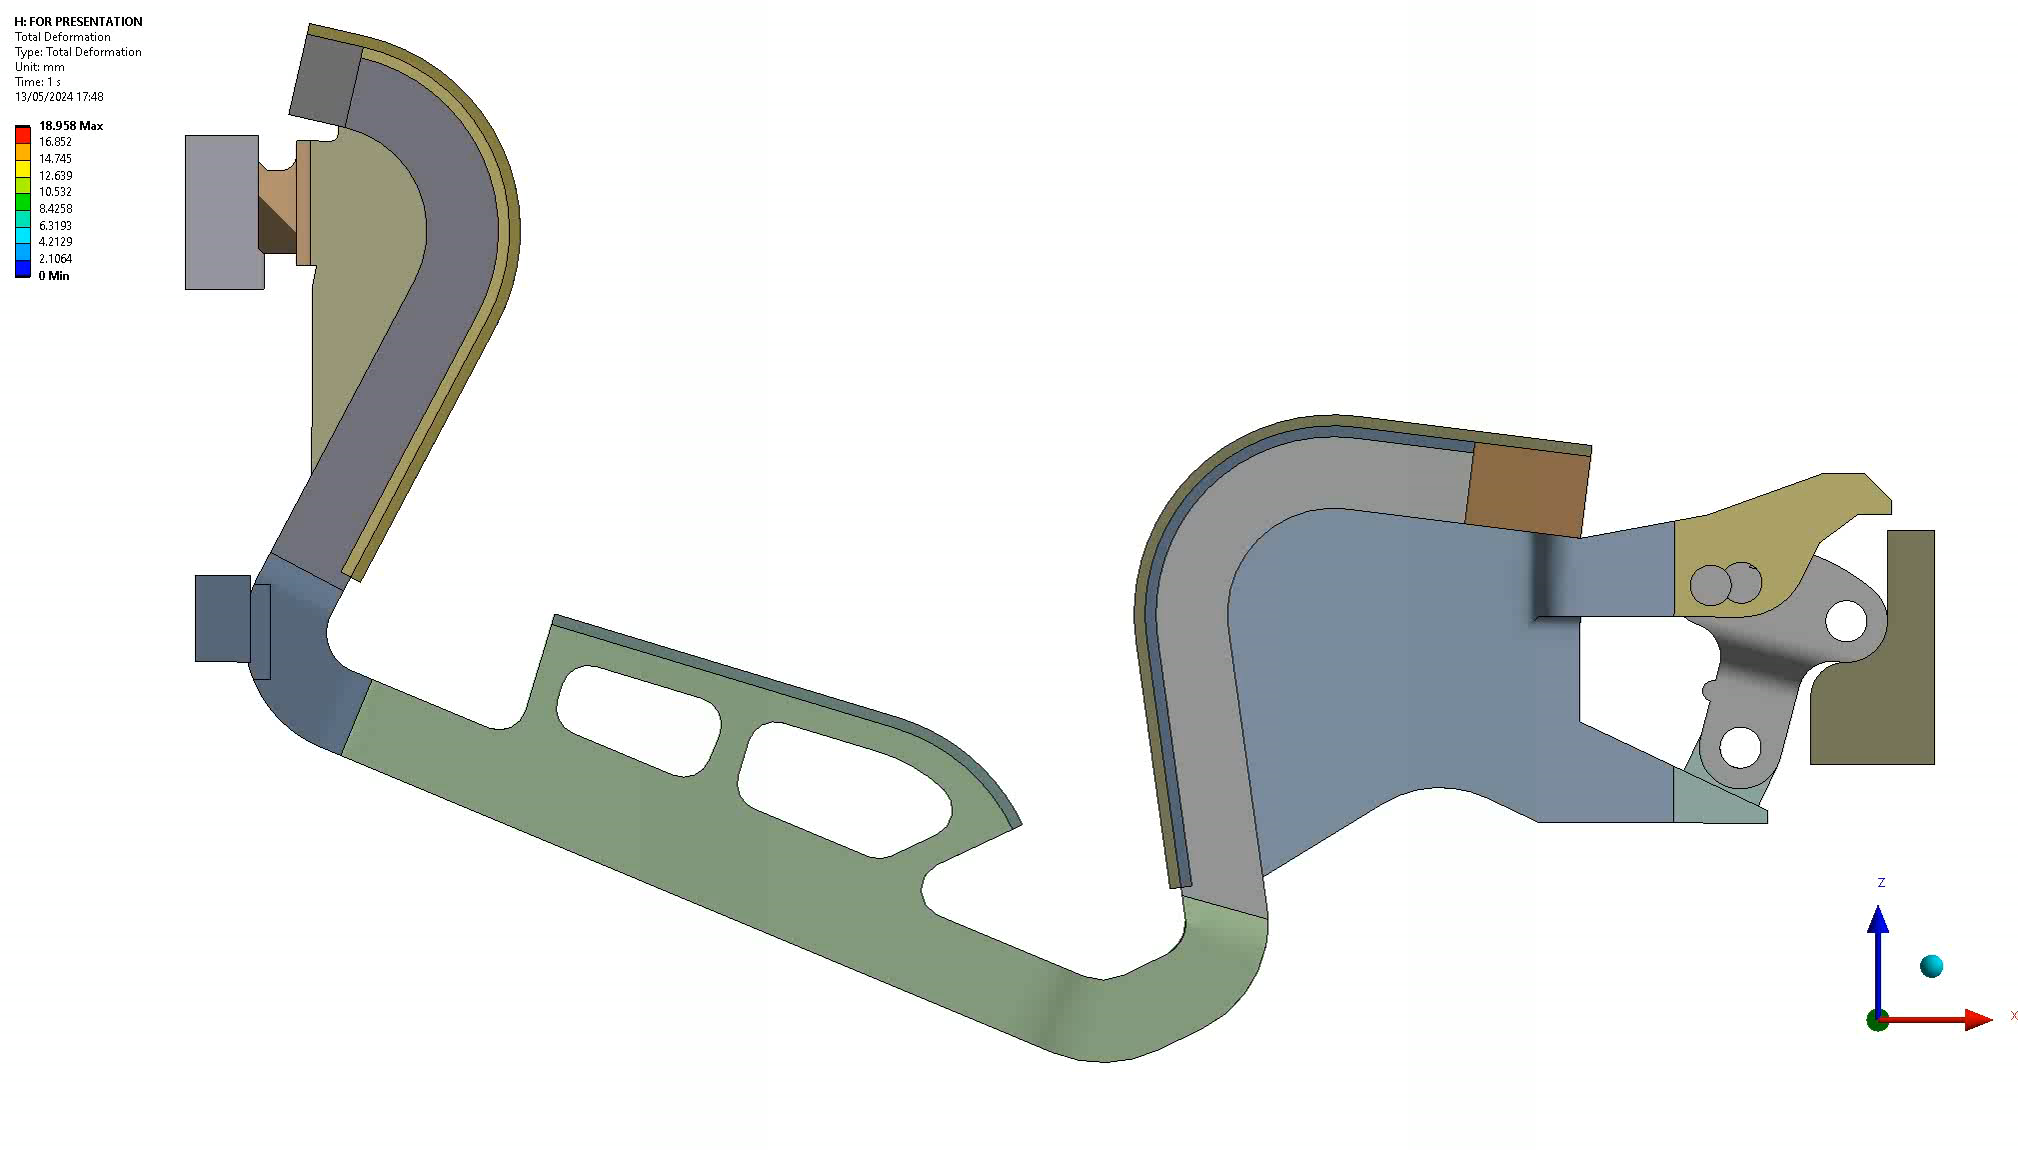 H: FOR PRESENTATION
Total Deformation
Type: Total Deformation
Unit: mm
Time: 1 s
13/05/2024 17:48
18.958 Max
16.852
14.745
12.639
10.532
8.4258
6.3193
4.2129
2.1064
0 Min
Z
X